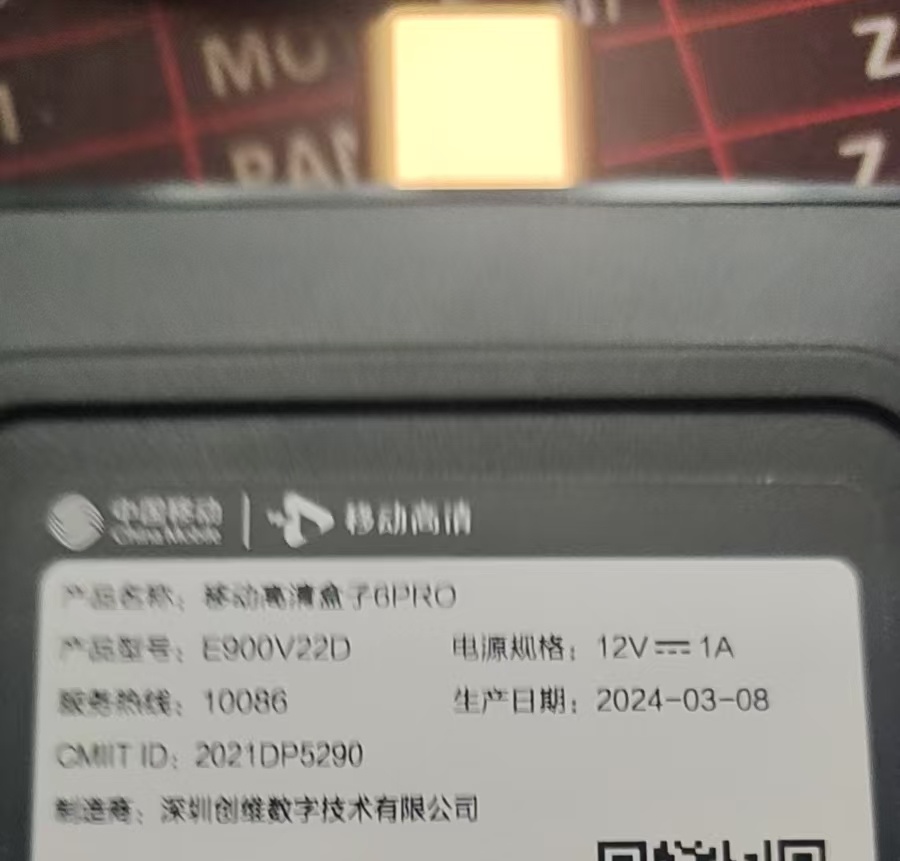 MO
PAN
Z
Z
中国移动 | 移动高清
China Mobile
产品名称：移动高清盒子6PRO
产品型号：E900V22D 电源规格：12V⎓1A
服务热线：10086 生产日期：2024-03-08
CMIIT ID：2021DP5290
制造商：深圳创维数字技术有限公司